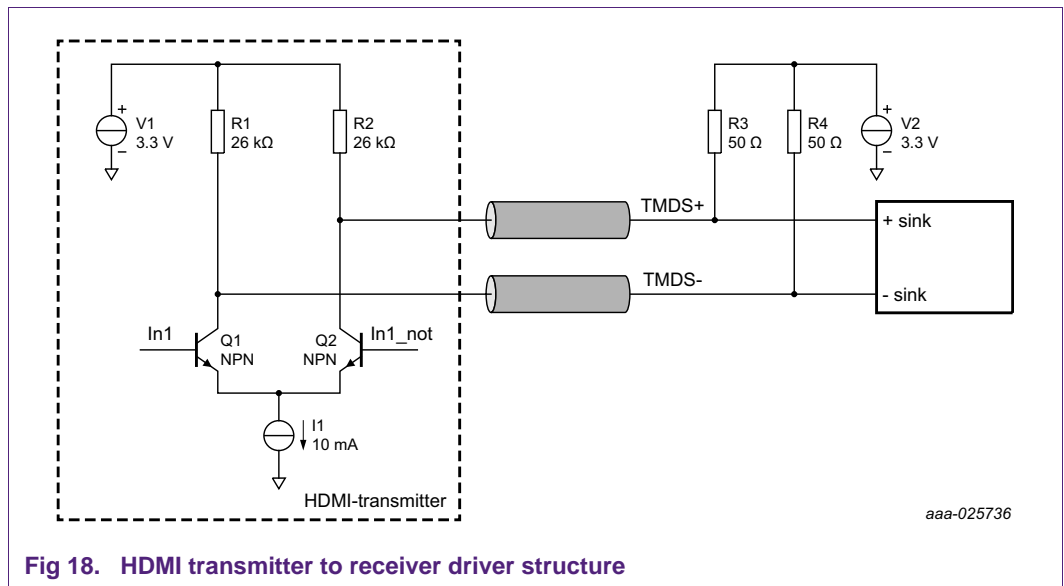 +
V1
3.3 V
–
R1
26 kΩ
R2
26 kΩ
R3
50 Ω
R4
50 Ω
+
V2
3.3 V
–
TMDS+
+ sink
TMDS-
- sink
In1
Q1
NPN
Q2
NPN
In1_not
I1
10 mA
HDMI-transmitter
aaa-025736
Fig 18. HDMI transmitter to receiver driver structure